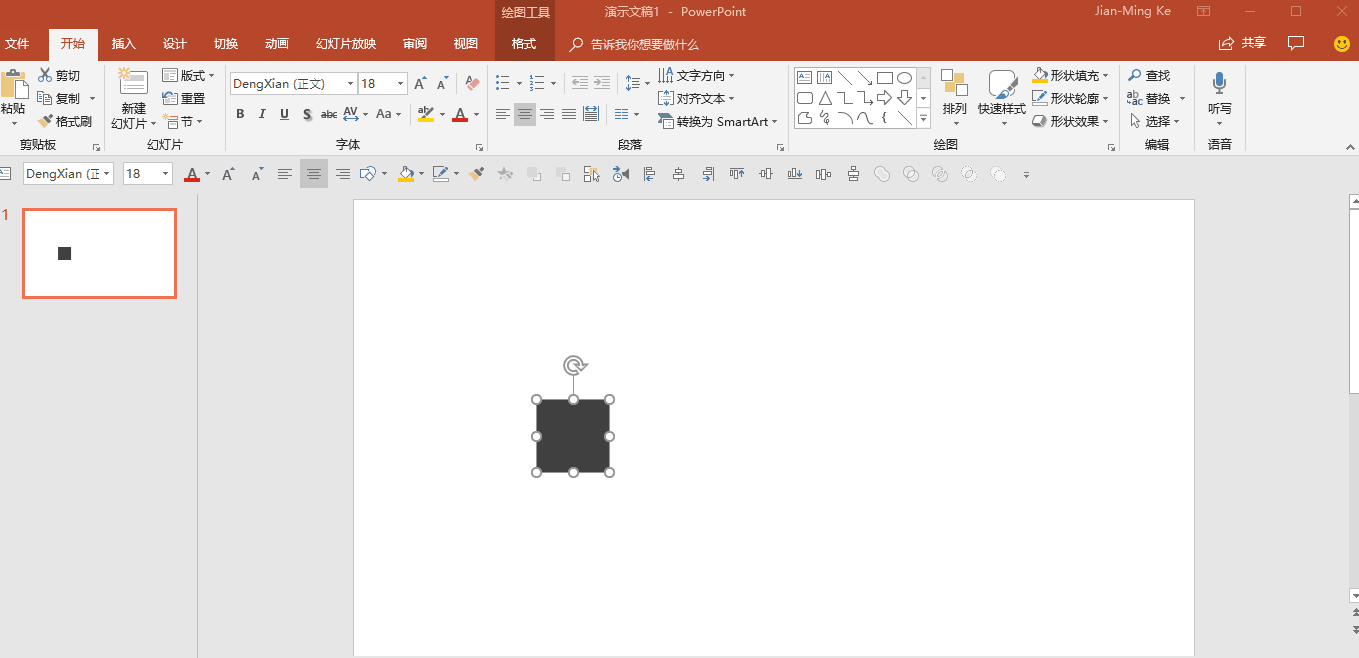 绘图工具 演示文稿1 - PowerPoint Jian-Ming Ke
文件 开始 插入 设计 切换 动画 幻灯片放映 审阅 视图 格式 告诉我你想要做什么 共享
粘贴
剪切
复制
格式刷
剪贴板
新建
幻灯片
版式
重置
节
幻灯片
DengXian (正文) 18
B I U S abc AV Aa A
字体
文字方向
对齐文本
转换为 SmartArt
段落
排列
快速样式
形状填充
形状轮廓
形状效果
绘图
查找
替换
选择
编辑
听写
语音
DengXian (正 18
1